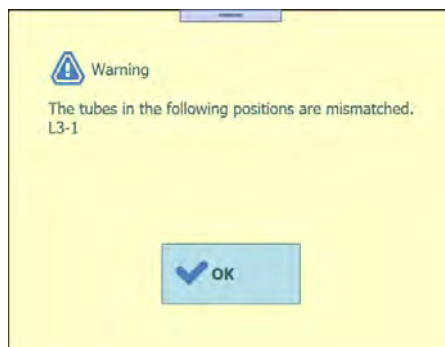 Warning
The tubes in the following positions are mismatched.
L3-1
OK